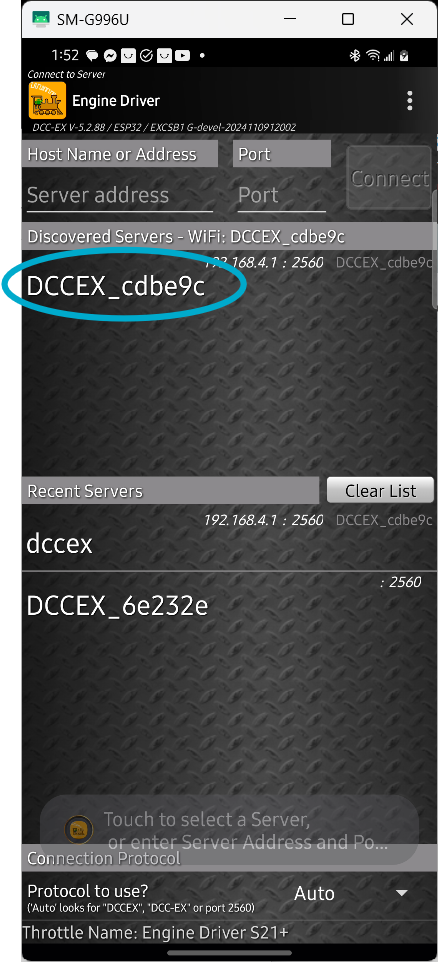 SM-G996U
1:52
Connect to Server
Engine Driver
DCC-EX V-5.2.88 / ESP32 / EXCSB1 G-devel-2024110912002
Host Name or Address
Port
Connect
Server address
Port
Discovered Servers - WiFi: DCCEX_cdbe9c
192.168.4.1 : 2560 DCCEX_cdbe9c
DCCEX_cdbe9c
Recent Servers
Clear List
192.168.4.1 : 2560 DCCEX_cdbe9c
dccex
: 2560
DCCEX_6e232e
Touch to select a Server,
or enter Server Address and Po...
Connection Protocol
Protocol to use?
Auto
('Auto' looks for "DCCEX", "DCC-EX" or port 2560)
Throttle Name: Engine Driver S21+